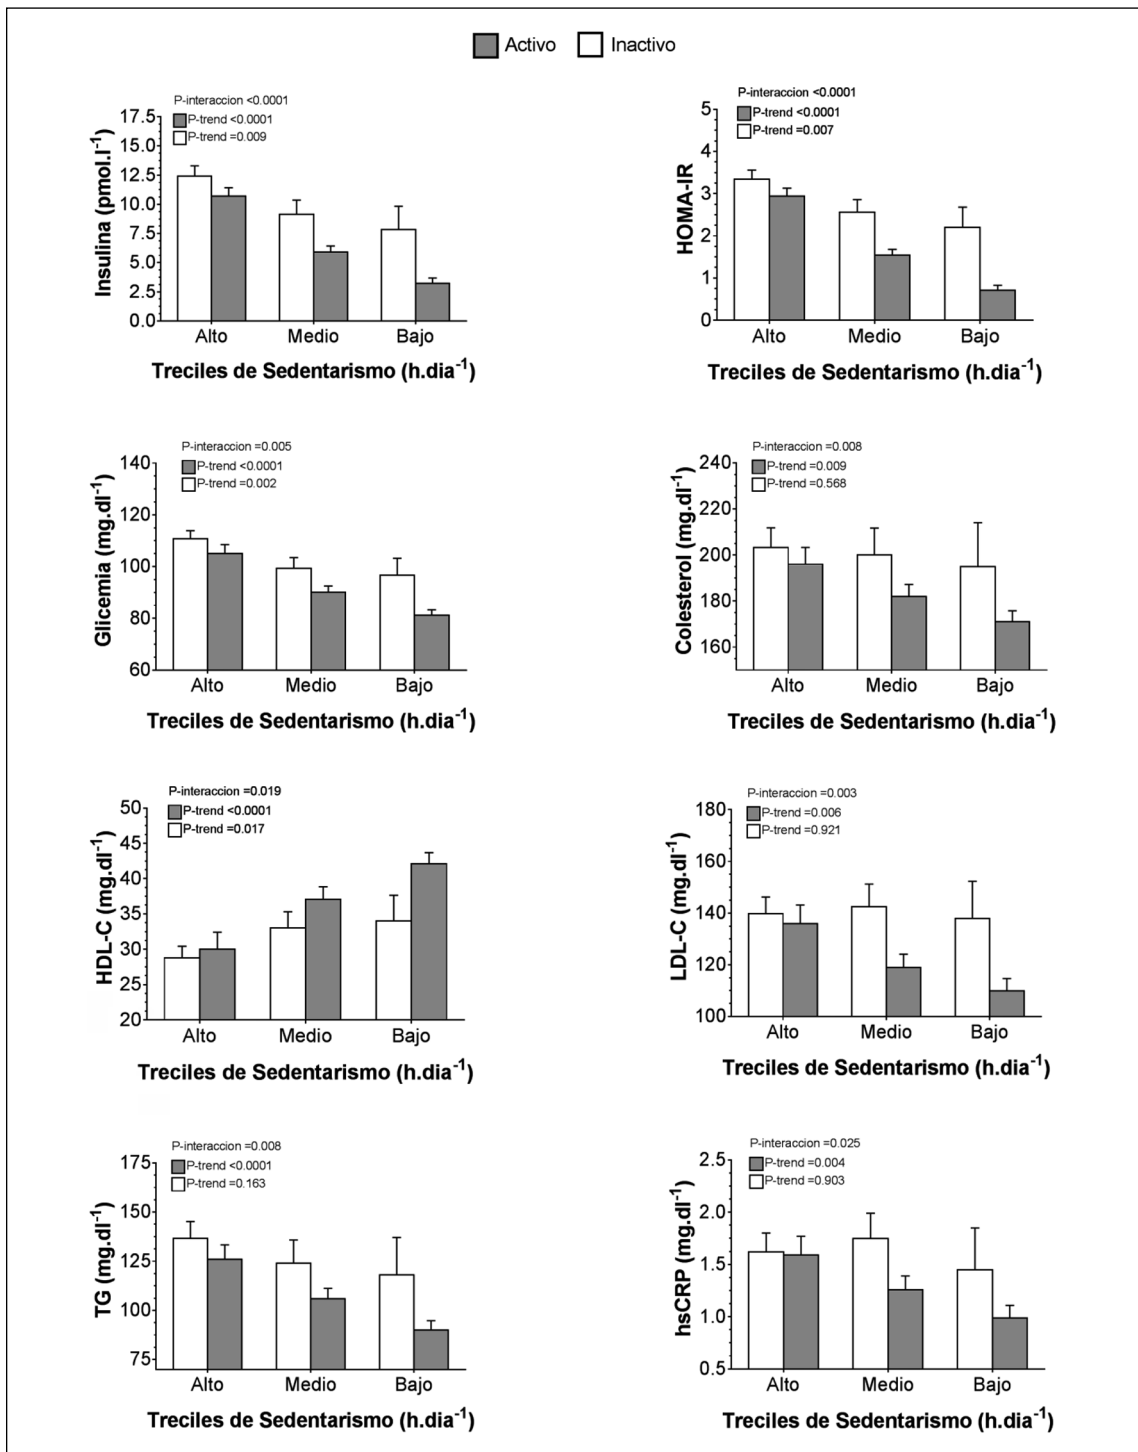 Activo Inactivo
P-interaccion <0.0001
P-trend <0.0001
P-trend =0.009
Insulina (pmol.l⁻¹)
17.5
15.0
12.5
10.0
7.5
5.0
2.5
0.0
Alto Medio Bajo
Treciles de Sedentarismo (h.dia⁻¹)
P-interaccion <0.0001
P-trend <0.0001
P-trend =0.007
HOMA-IR
5
4
3
2
1
0
Alto Medio Bajo
Treciles de Sedentarismo (h.dia⁻¹)
P-interaccion =0.005
P-trend <0.0001
P-trend =0.002
Glicemia (mg.dl⁻¹)
140
120
100
80
60
Alto Medio Bajo
Treciles de Sedentarismo (h.dia⁻¹)
P-interaccion =0.008
P-trend =0.009
P-trend =0.568
Colesterol (mg.dl⁻¹)
240
220
200
180
160
Alto Medio Bajo
Treciles de Sedentarismo (h.dia⁻¹)
P-interaccion =0.019
P-trend <0.0001
P-trend =0.017
HDL-C (mg.dl⁻¹)
50
45
40
35
30
25
20
Alto Medio Bajo
Treciles de Sedentarismo (h.dia⁻¹)
P-interaccion =0.003
P-trend =0.006
P-trend =0.921
LDL-C (mg.dl⁻¹)
180
160
140
120
100
Alto Medio Bajo
Treciles de Sedentarismo (h.dia⁻¹)
P-interaccion =0.008
P-trend <0.0001
P-trend =0.163
TG (mg.dl⁻¹)
175
150
125
100
75
Alto Medio Bajo
Treciles de Sedentarismo (h.dia⁻¹)
P-interaccion =0.025
P-trend =0.004
P-trend =0.903
hsCRP (mg.dl⁻¹)
2.5
2.0
1.5
1.0
0.5
Alto Medio Bajo
Treciles de Sedentarismo (h.dia⁻¹)